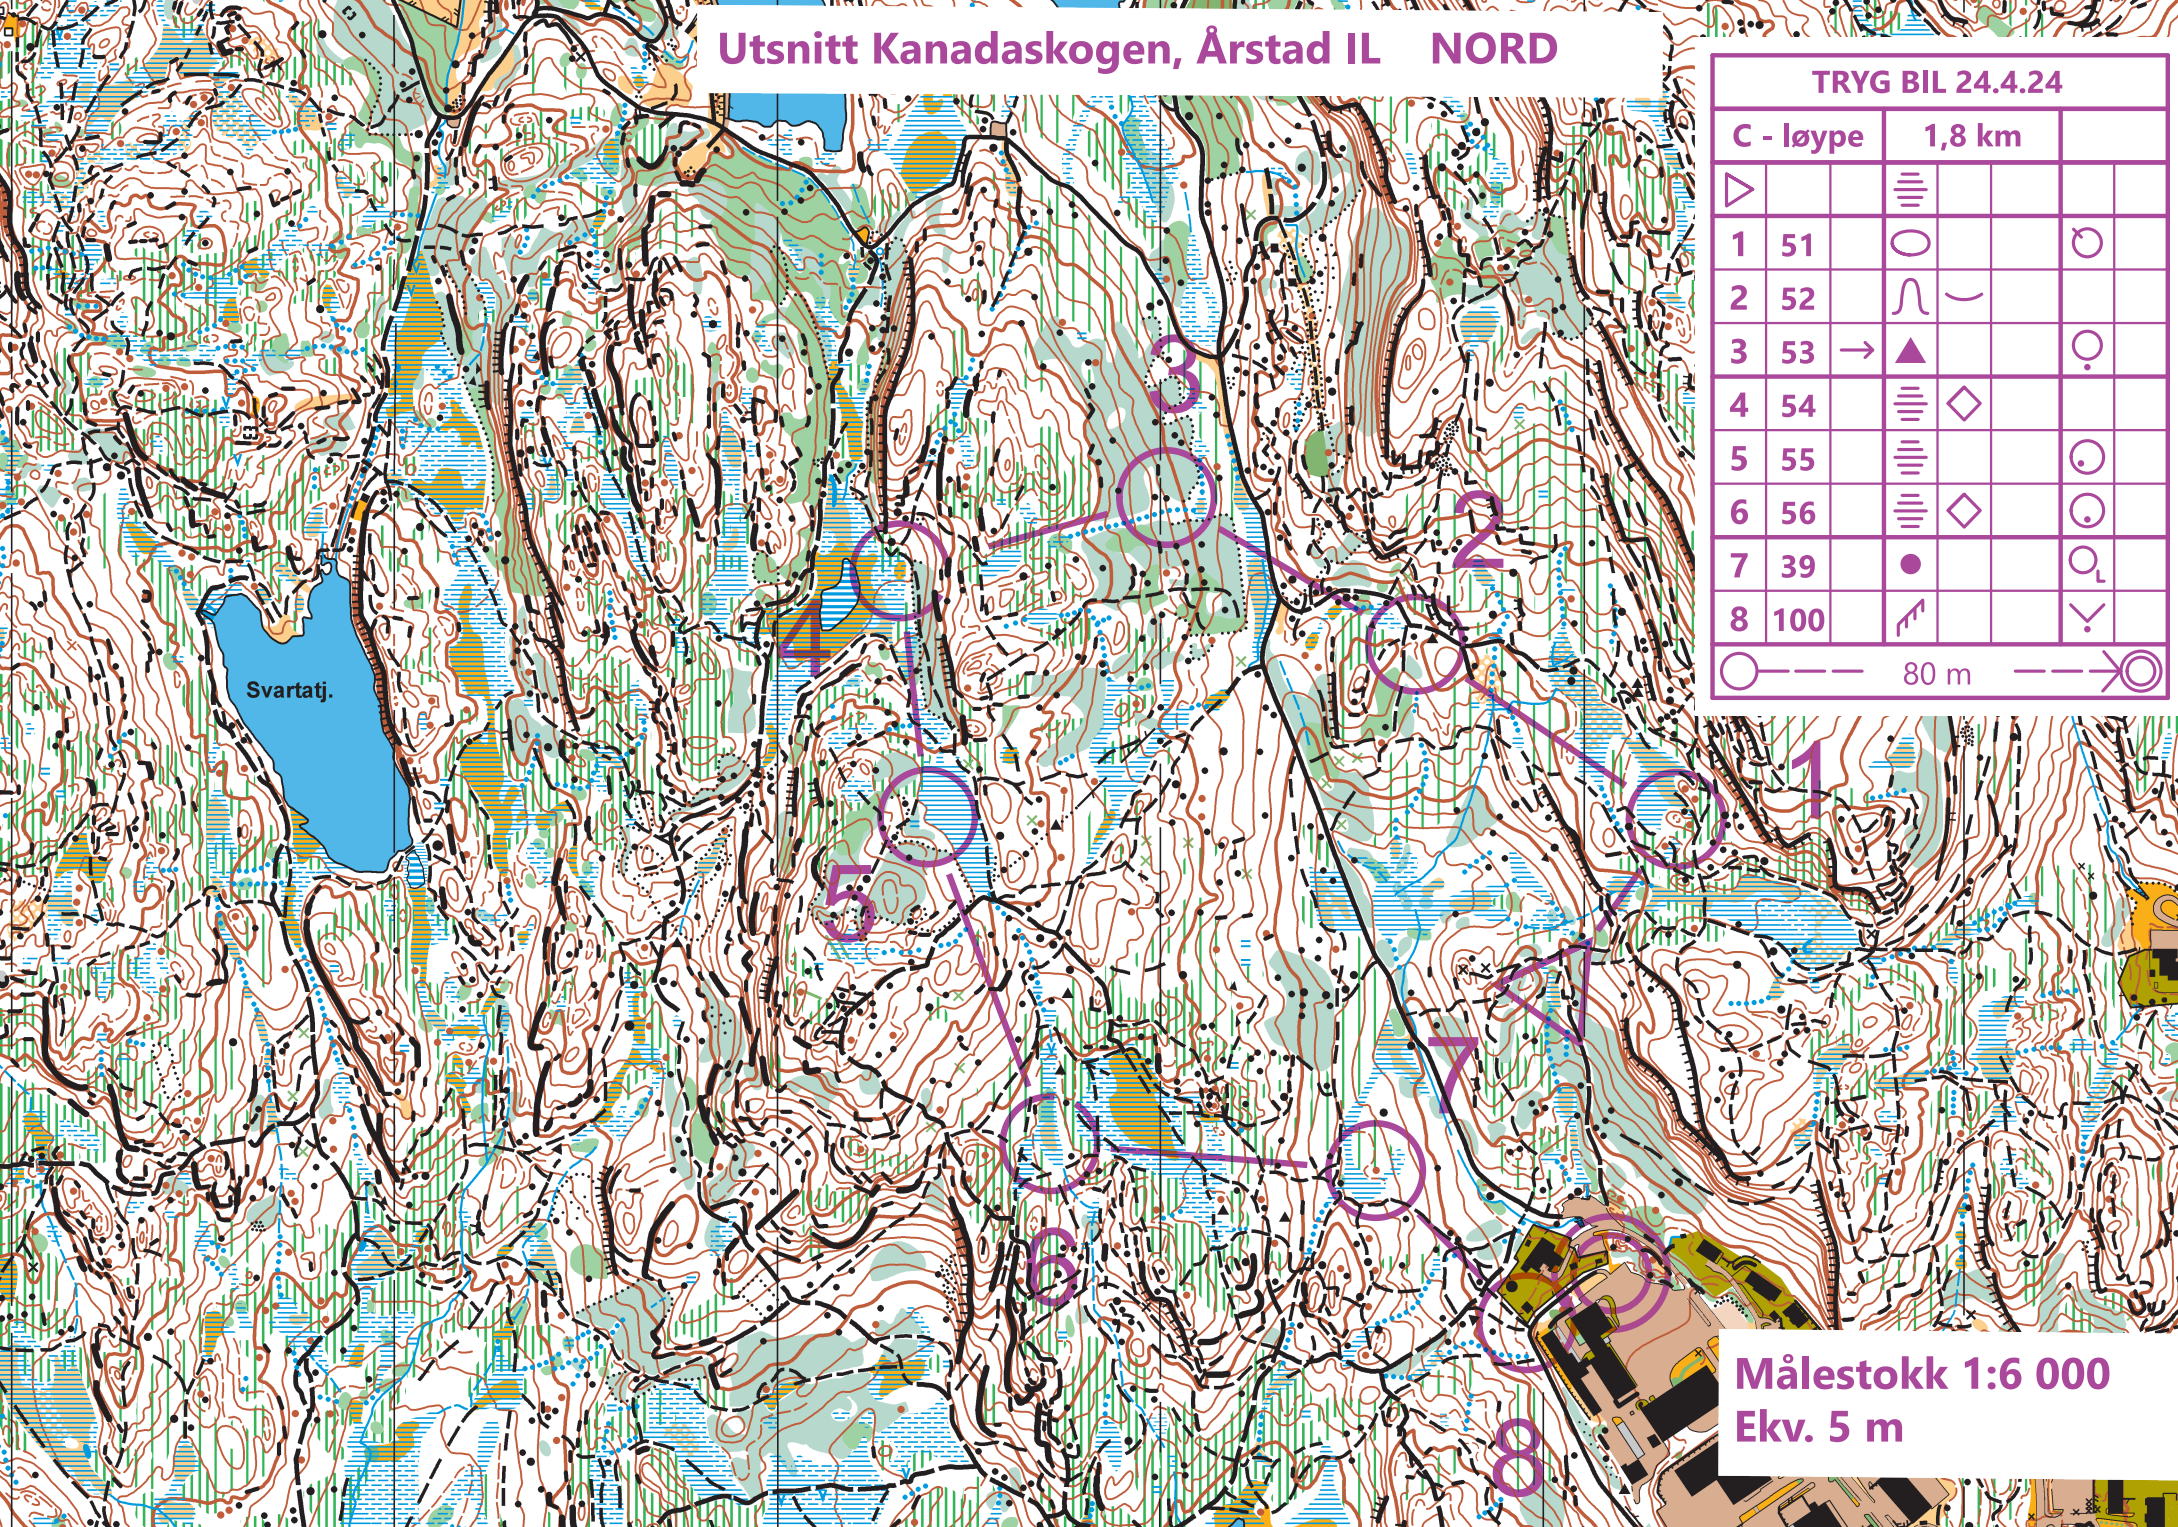 Utsnitt Kanadaskogen, Årstad IL NORD
TRYG BIL 24.4.24
C - løype 1,8 km
1 51
2 52
3 53
4 54
5 55
6 56
7 39
8 100
80 m
3
2
4
1
Svartatj.
5
7
6
8
Målestokk 1:6 000
Ekv. 5 m